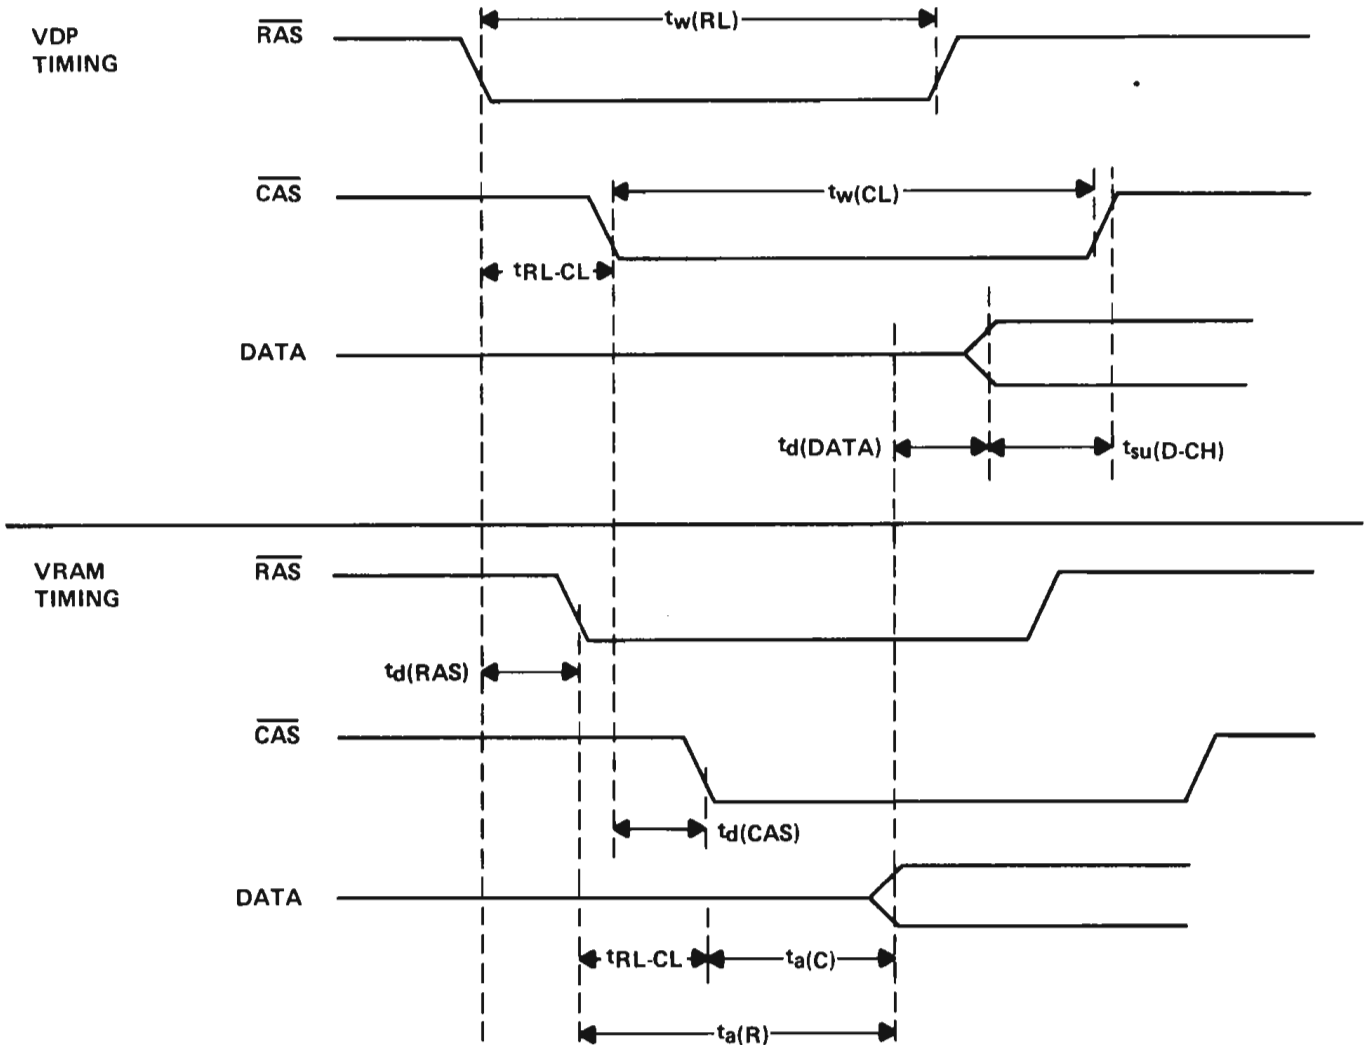 VDP
TIMING
RAS
tw(RL)
CAS
tw(CL)
tRL-CL
DATA
td(DATA)
tsu(D-CH)
VRAM
TIMING
RAS
td(RAS)
CAS
td(CAS)
DATA
tRL-CL
ta(C)
ta(R)